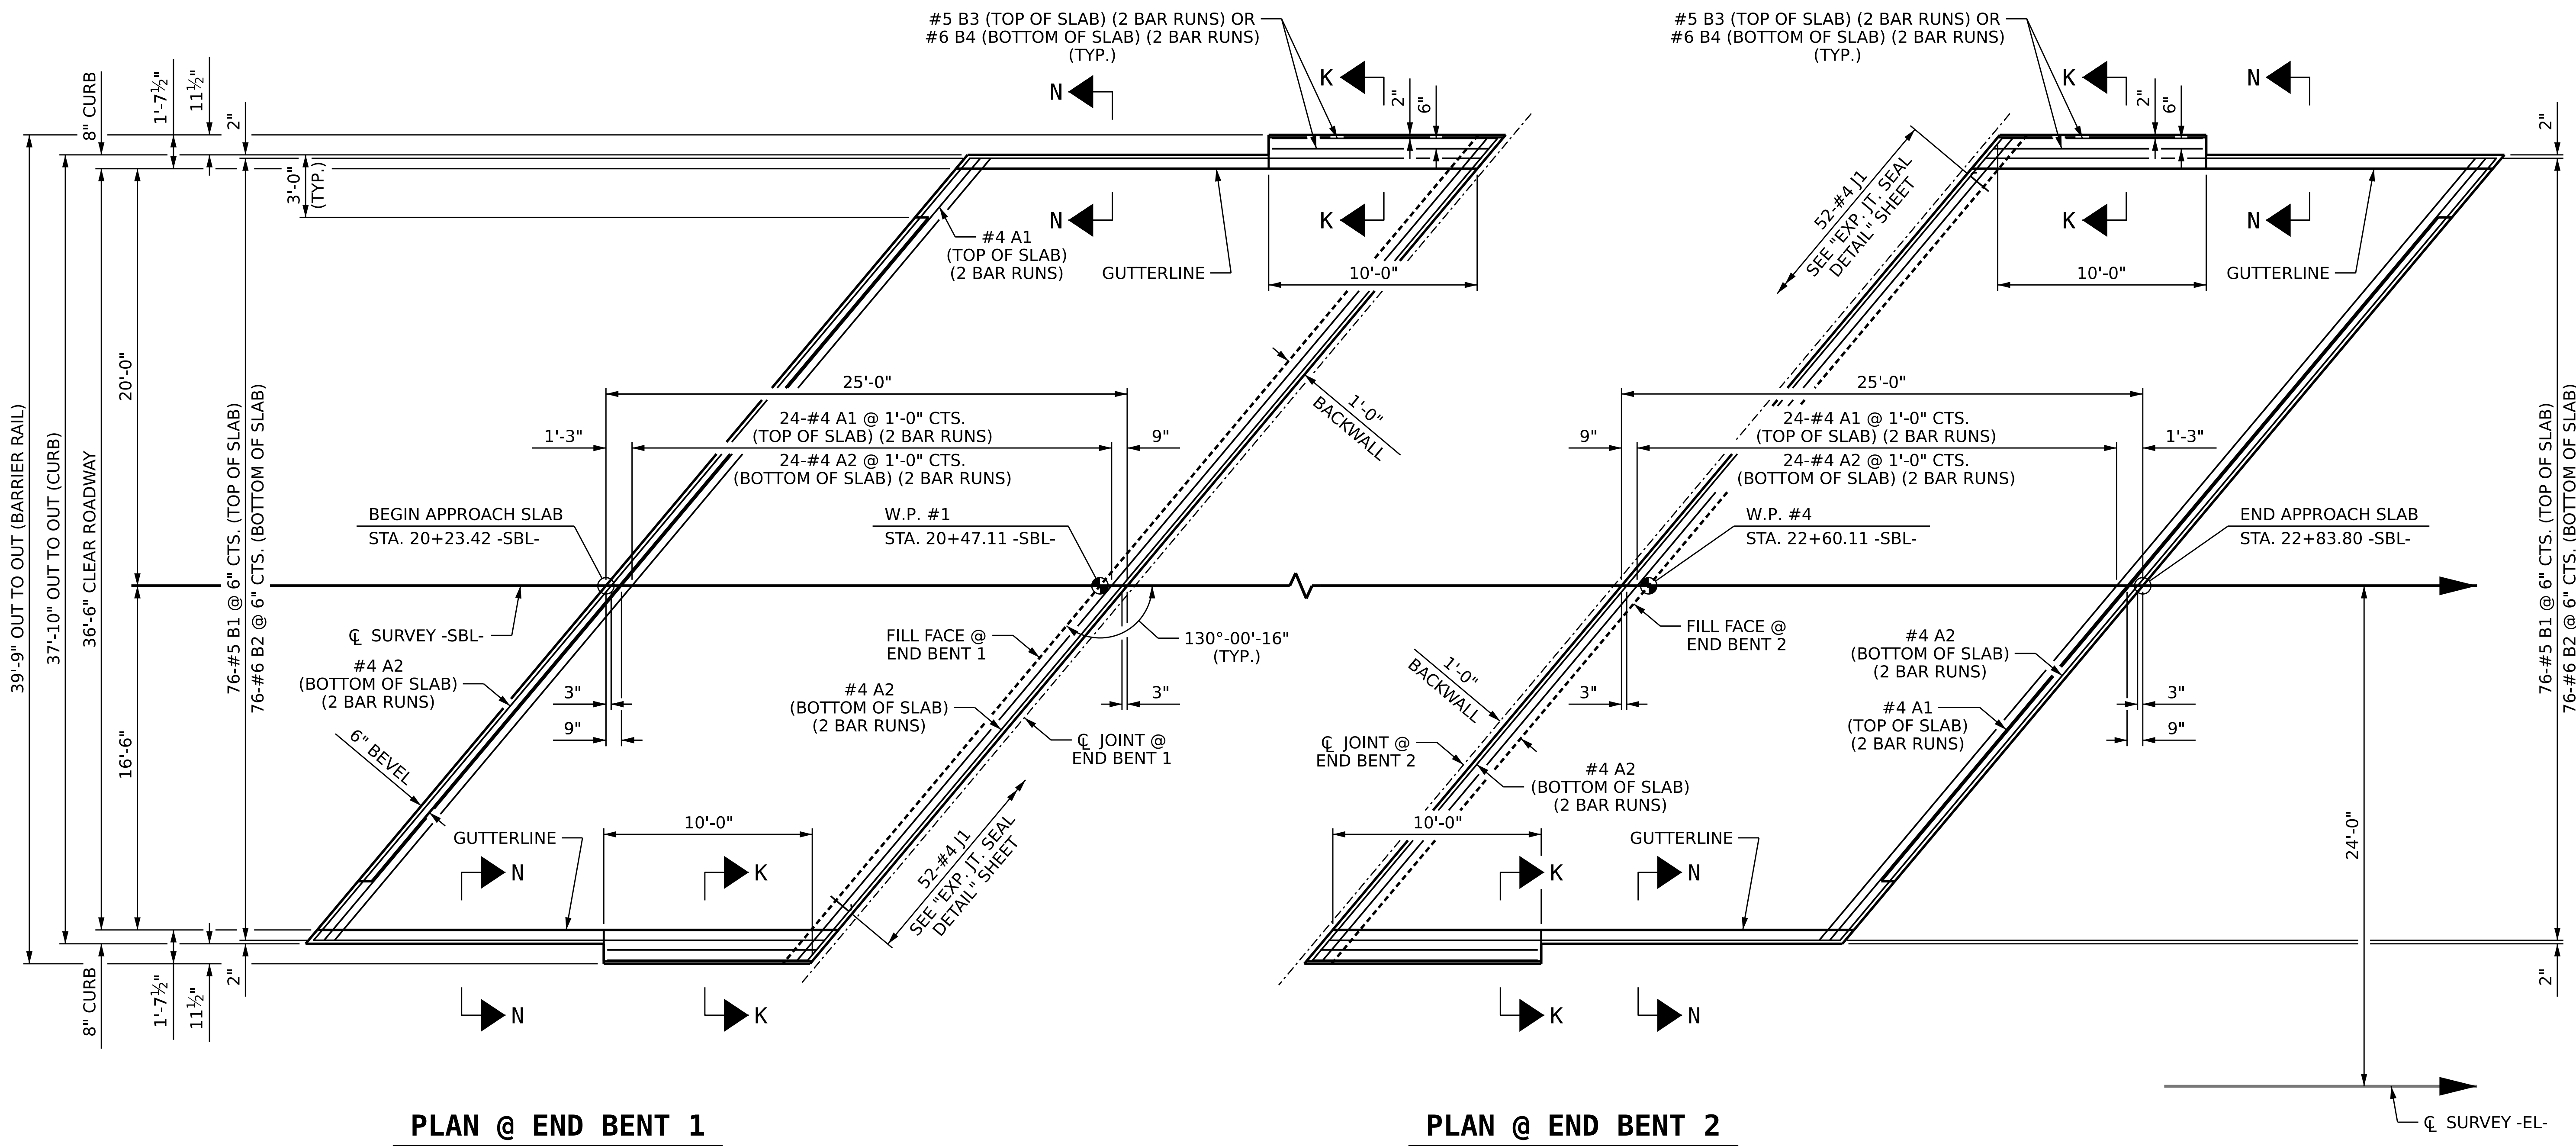 #5 B3 (TOP OF SLAB) (2 BAR RUNS) OR
#6 B4 (BOTTOM OF SLAB) (2 BAR RUNS)
(TYP.)
#5 B3 (TOP OF SLAB) (2 BAR RUNS) OR
#6 B4 (BOTTOM OF SLAB) (2 BAR RUNS)
(TYP.)
8" CURB
1'-7½"
11½"
2"
N
K
2"
6"
K
2"
6"
N
2"
3'-0"
(TYP.)
N
K
K
N
#4 A1
(TOP OF SLAB)
(2 BAR RUNS)
GUTTERLINE
10'-0"
52-#4 J1
SEE "EXP. JT. SEAL
DETAIL" SHEET
10'-0"
GUTTERLINE
39'-9" OUT TO OUT (BARRIER RAIL)
37'-10" OUT TO OUT (CURB)
36'-6" CLEAR ROADWAY
20'-0"
16'-6"
76-#5 B1 @ 6" CTS. (TOP OF SLAB)
76-#6 B2 @ 6" CTS. (BOTTOM OF SLAB)
25'-0"
1'-3"
24-#4 A1 @ 1'-0" CTS.
(TOP OF SLAB) (2 BAR RUNS)
24-#4 A2 @ 1'-0" CTS.
(BOTTOM OF SLAB) (2 BAR RUNS)
9"
1'-0"
BACKWALL
25'-0"
9"
24-#4 A1 @ 1'-0" CTS.
(TOP OF SLAB) (2 BAR RUNS)
24-#4 A2 @ 1'-0" CTS.
(BOTTOM OF SLAB) (2 BAR RUNS)
1'-3"
76-#5 B1 @ 6" CTS. (TOP OF SLAB)
76-#6 B2 @ 6" CTS. (BOTTOM OF SLAB)
BEGIN APPROACH SLAB
STA. 20+23.42 -SBL-
W.P. #1
STA. 20+47.11 -SBL-
W.P. #4
STA. 22+60.11 -SBL-
END APPROACH SLAB
STA. 22+83.80 -SBL-
℄ SURVEY -SBL-
#4 A2
(BOTTOM OF SLAB)
(2 BAR RUNS)
3"
9"
6" BEVEL
FILL FACE @
END BENT 1
130°-00'-16"
(TYP.)
#4 A2
(BOTTOM OF SLAB)
(2 BAR RUNS)
3"
℄ JOINT @
END BENT 1
FILL FACE @
END BENT 2
1'-0"
BACKWALL
3"
℄ JOINT @
END BENT 2
#4 A2
(BOTTOM OF SLAB)
(2 BAR RUNS)
#4 A2
(BOTTOM OF SLAB)
(2 BAR RUNS)
#4 A1
(TOP OF SLAB)
(2 BAR RUNS)
3"
9"
GUTTERLINE
10'-0"
52-#4 J1
SEE "EXP. JT. SEAL
DETAIL" SHEET
10'-0"
GUTTERLINE
24'-0"
N
K
K
N
8" CURB
1'-7½"
11½"
2"
2"
N
K
K
N
PLAN @ END BENT 1
PLAN @ END BENT 2
℄ SURVEY -EL-